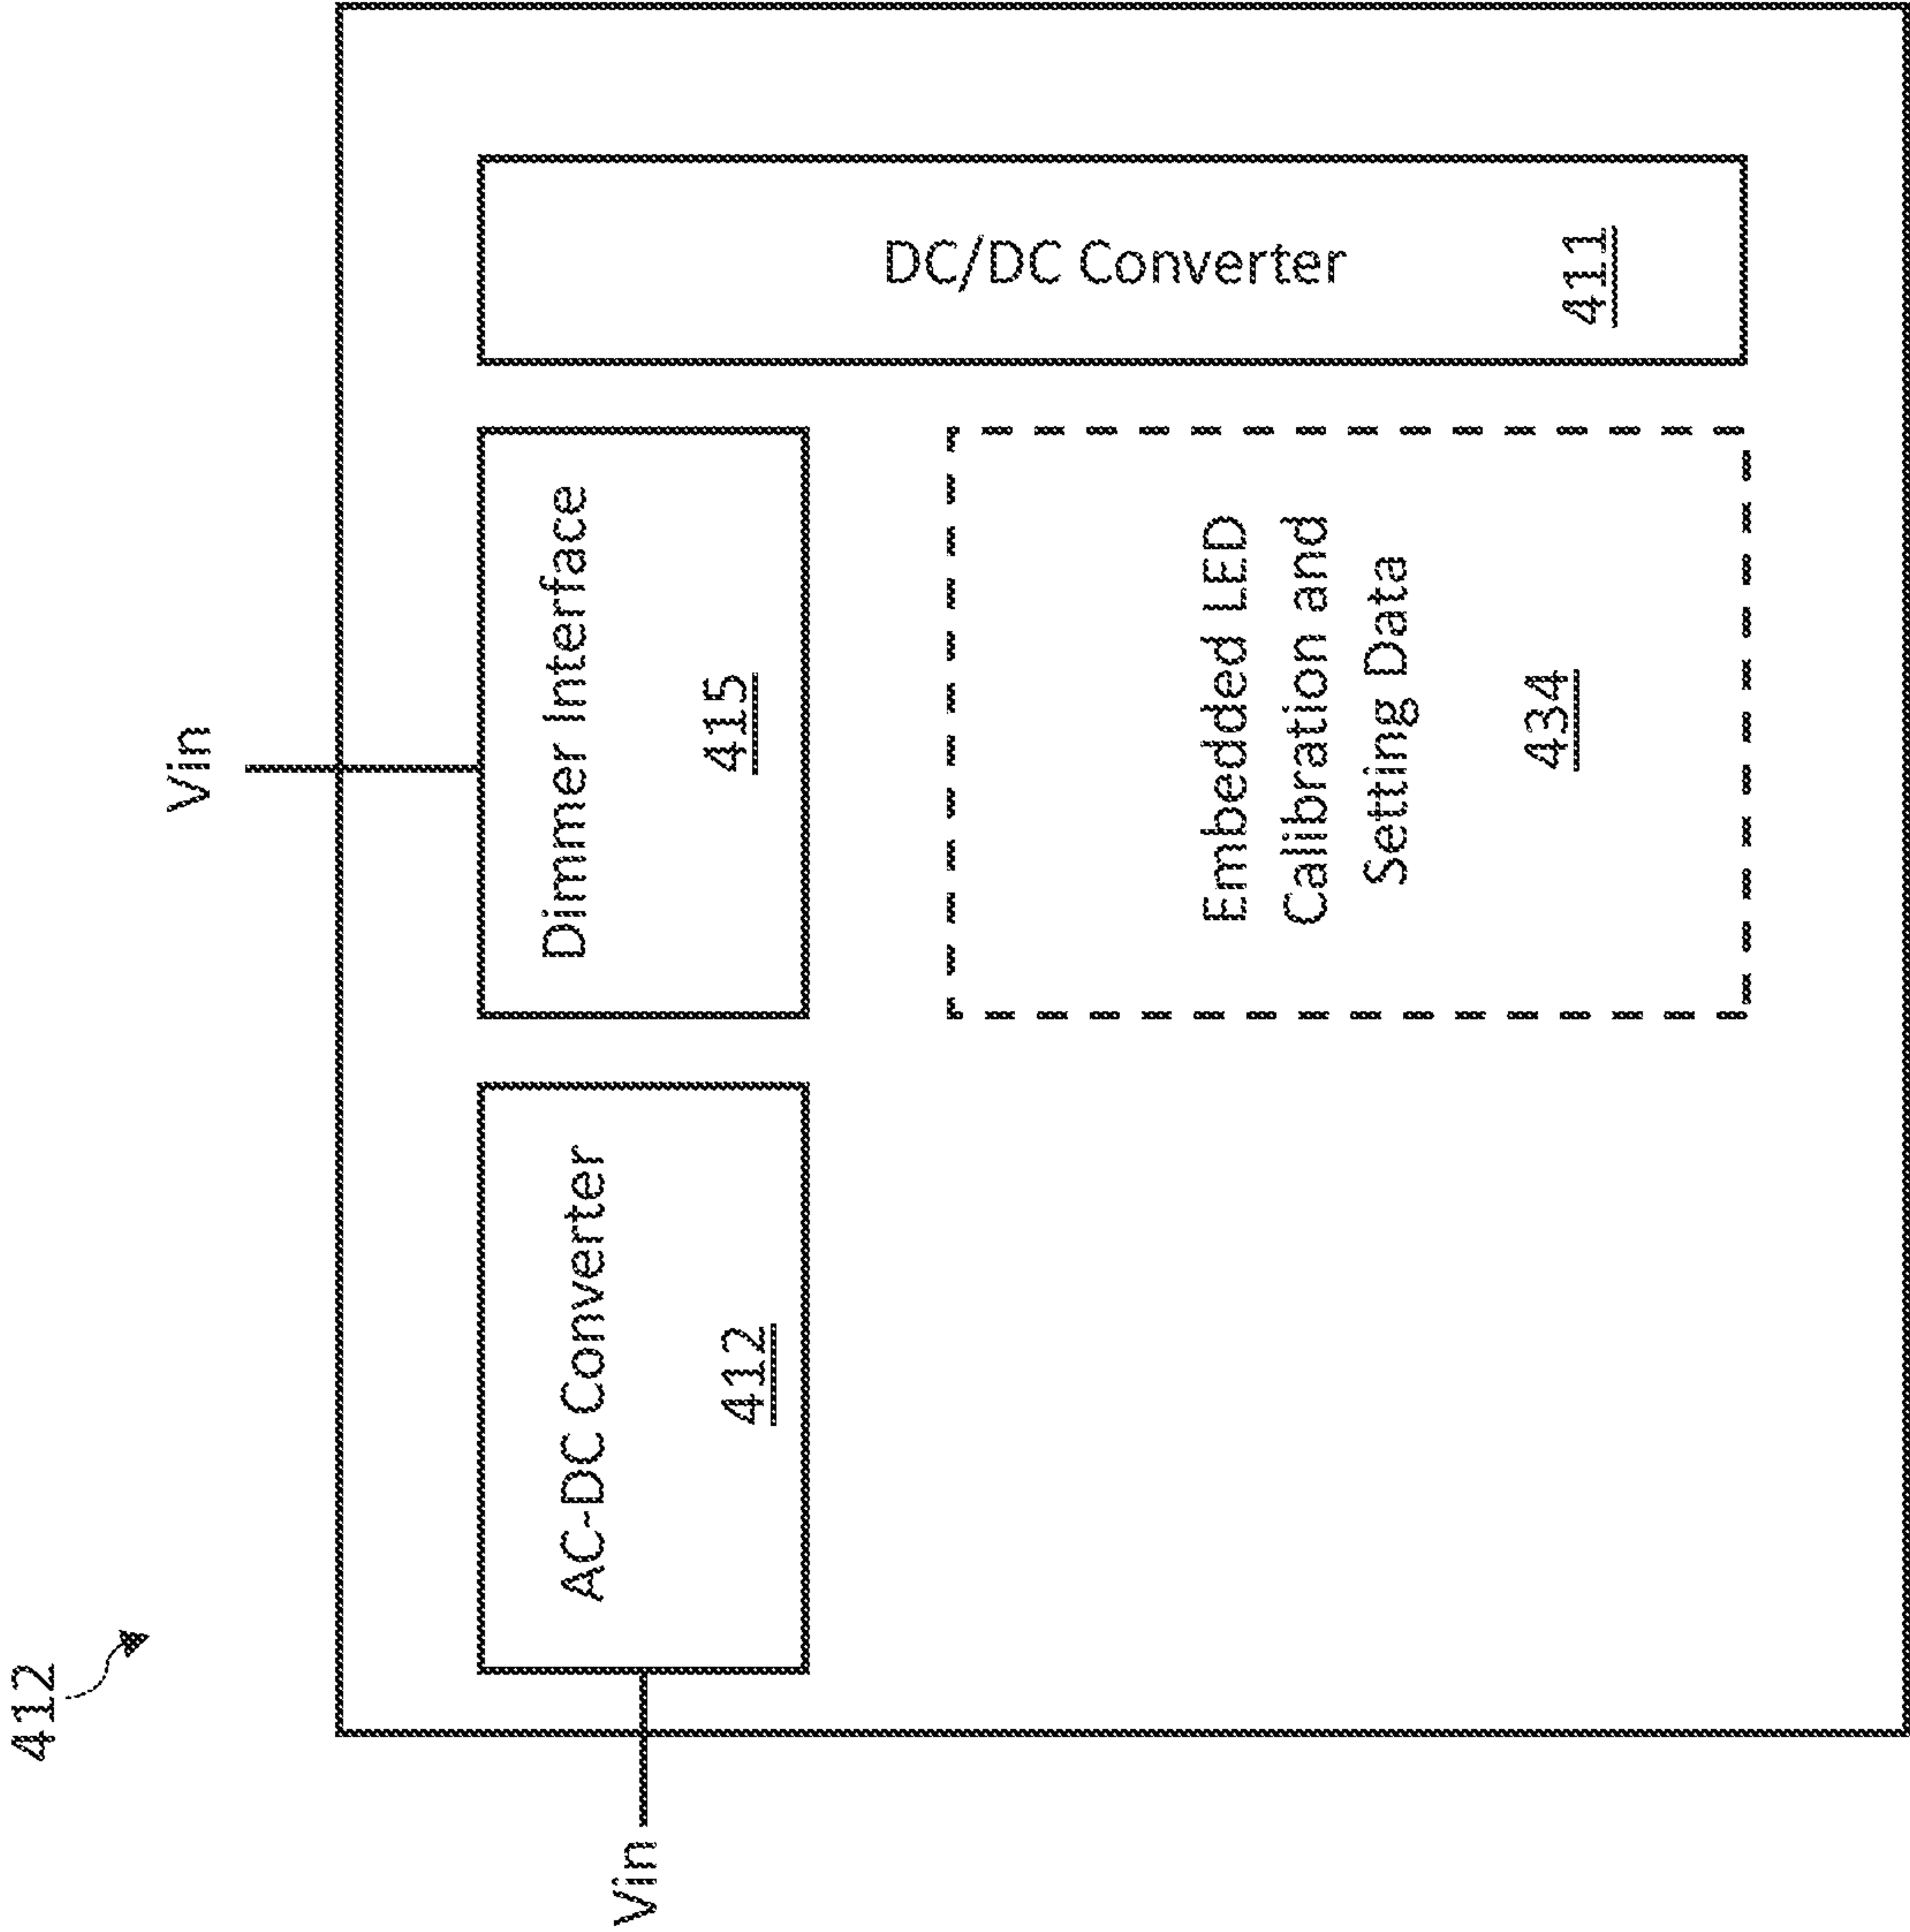 412
Vin
Vin
AC-DC Converter
412
Dimmer Interface
415
Embedded LED
Calibration and
Setting Data
434
DC/DC Converter
411